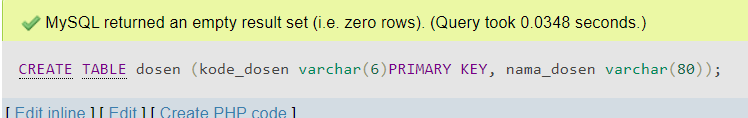 MySQL returned an empty result set (i.e. zero rows). (Query took 0.0348 seconds.)
CREATE TABLE dosen (kode_dosen varchar(6)PRIMARY KEY, nama_dosen varchar(80));
[ Edit inline ] [ Edit ] [ Create PHP code ]